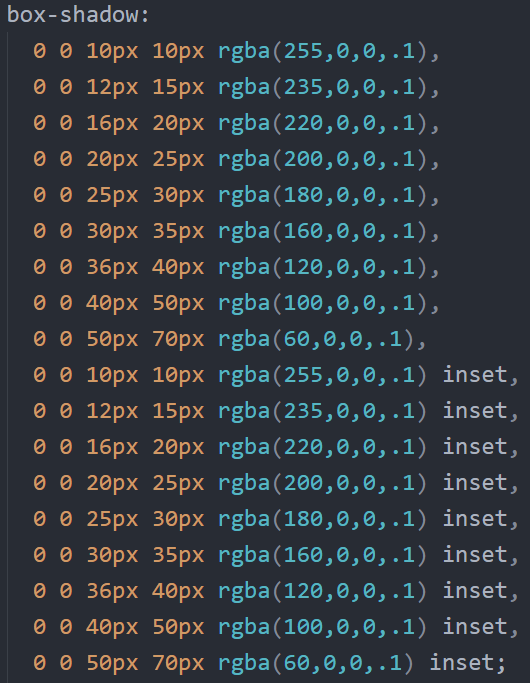 box-shadow:
0 0 10px 10px rgba(255,0,0,.1),
0 0 12px 15px rgba(235,0,0,.1),
0 0 16px 20px rgba(220,0,0,.1),
0 0 20px 25px rgba(200,0,0,.1),
0 0 25px 30px rgba(180,0,0,.1),
0 0 30px 35px rgba(160,0,0,.1),
0 0 36px 40px rgba(120,0,0,.1),
0 0 40px 50px rgba(100,0,0,.1),
0 0 50px 70px rgba(60,0,0,.1),
0 0 10px 10px rgba(255,0,0,.1) inset,
0 0 12px 15px rgba(235,0,0,.1) inset,
0 0 16px 20px rgba(220,0,0,.1) inset,
0 0 20px 25px rgba(200,0,0,.1) inset,
0 0 25px 30px rgba(180,0,0,.1) inset,
0 0 30px 35px rgba(160,0,0,.1) inset,
0 0 36px 40px rgba(120,0,0,.1) inset,
0 0 40px 50px rgba(100,0,0,.1) inset,
0 0 50px 70px rgba(60,0,0,.1) inset;